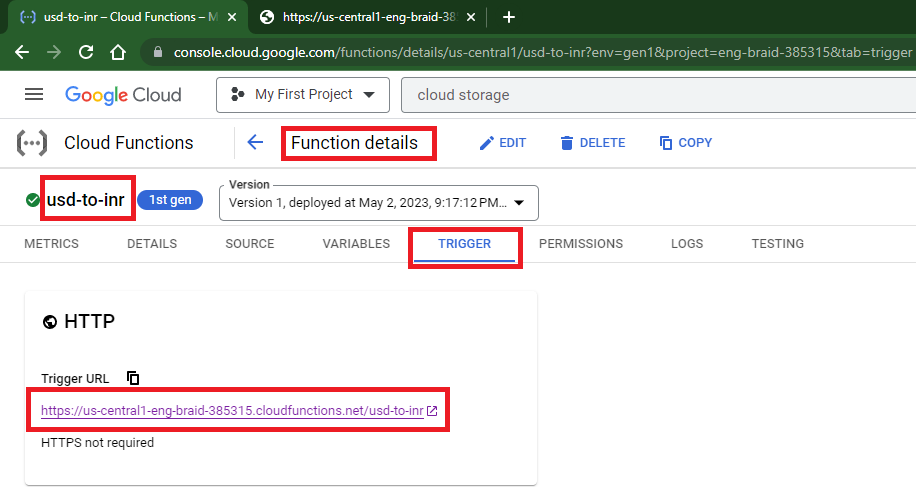 usd-to-inr – Cloud Functions – M
https://us-central1-eng-braid-385
console.cloud.google.com/functions/details/us-central1/usd-to-inr?env=gen1&project=eng-braid-385315&tab=trigger
Google Cloud My First Project cloud storage
Cloud Functions Function details EDIT DELETE COPY
Version
usd-to-inr 1st gen Version 1, deployed at May 2, 2023, 9:17:12 PM...
METRICS DETAILS SOURCE VARIABLES TRIGGER PERMISSIONS LOGS TESTING
HTTP
Trigger URL
https://us-central1-eng-braid-385315.cloudfunctions.net/usd-to-inr
HTTPS not required